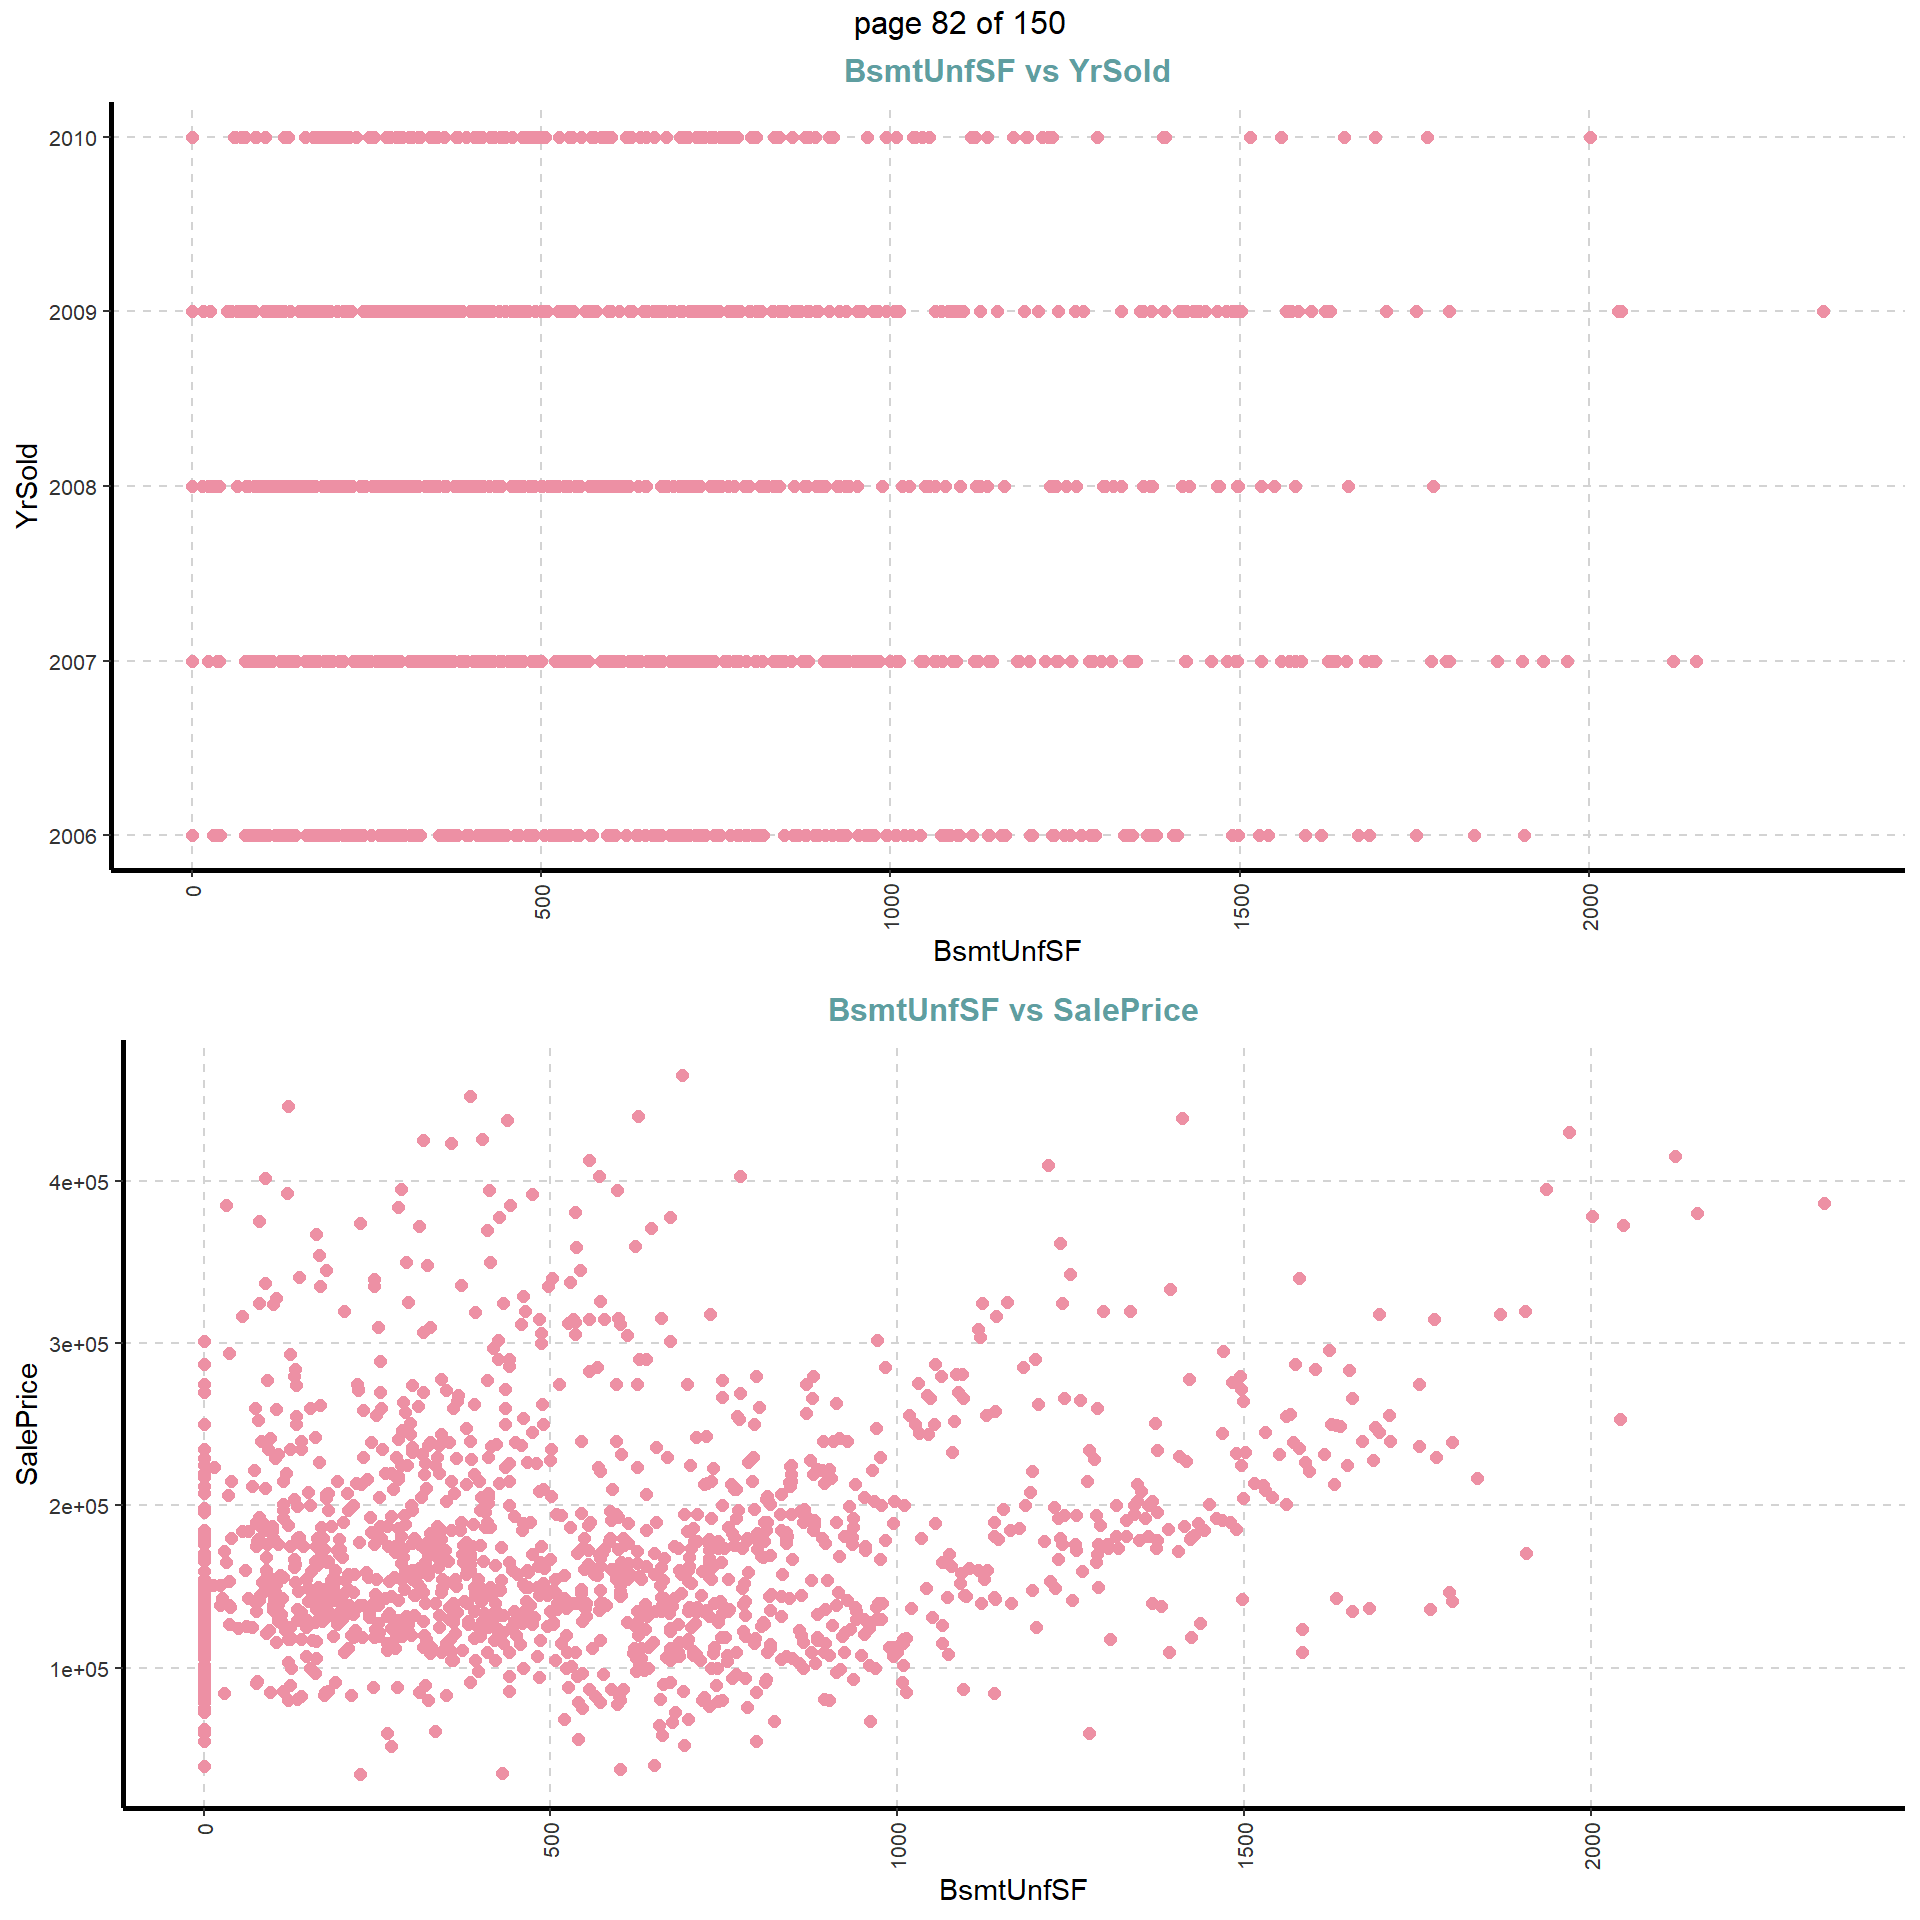 page 82 of 150
BsmtUnfSF vs YrSold
YrSold
2010
2009
2008
2007
2006
0
500
1000
1500
2000
BsmtUnfSF
BsmtUnfSF vs SalePrice
SalePrice
4e+05
3e+05
2e+05
1e+05
0
500
1000
1500
2000
BsmtUnfSF